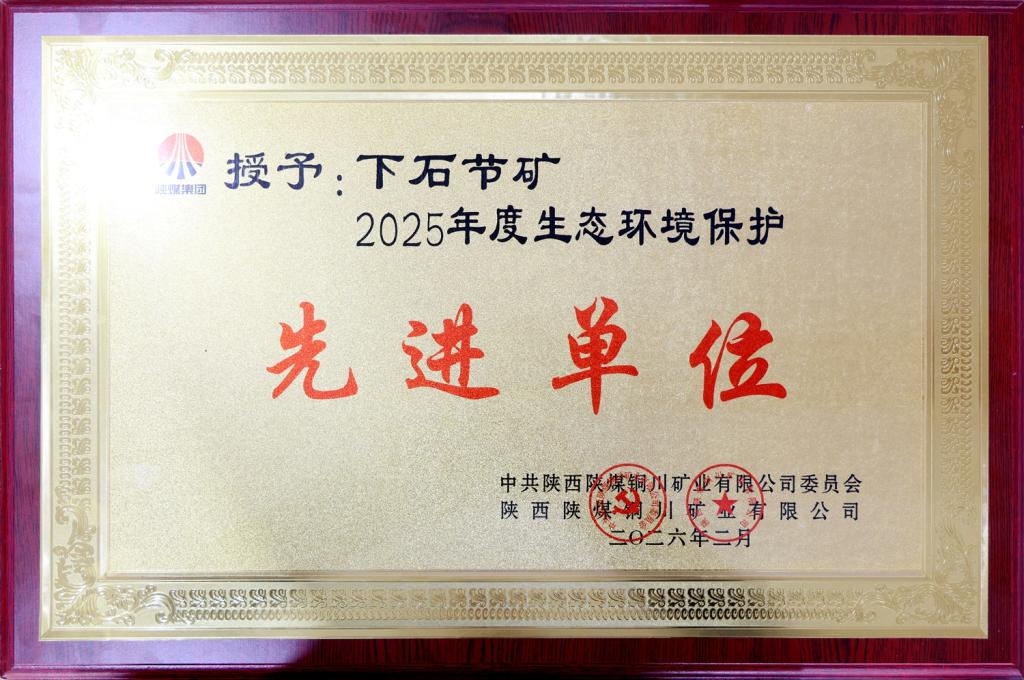 陕煤集团
授予：下石节矿
2025年度生态环境保护
先进单位
中共陕西陕煤铜川矿业有限公司委员会
陕西陕煤铜川矿业有限公司
二〇二六年二月